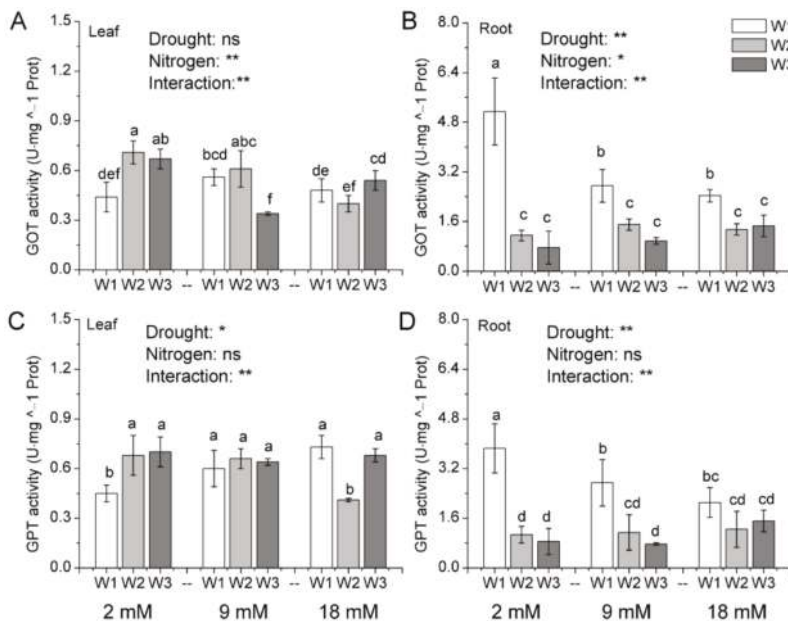 A
Leaf
Drought: ns
Nitrogen: **
Interaction:**
GOT activity (U·mg ^–1 Prot)
1.5
1.2
0.9
0.6
0.3
0.0
def a ab bcd abc f de ef cd
W1 W2 W3 -- W1 W2 W3 -- W1 W2 W3
B
Root
Drought: **
Nitrogen: *
Interaction: **
W1
W2
GOT activity (U·mg ^–1 Prot)
8.0
6.4
4.8
3.2
1.6
0.0
a c c b c c b c c
W1 W2 W3 -- W1 W2 W3 -- W1 W2 W3
C
Leaf
Drought: *
Nitrogen: ns
Interaction: **
GPT activity (U·mg ^–1 Prot)
1.5
1.2
0.9
0.6
0.3
0.0
b a a a a a a b a
W1 W2 W3 -- W1 W2 W3 -- W1 W2 W3
2 mM 9 mM 18 mM
D
Root
Drought: **
Nitrogen: ns
Interaction: **
GPT activity (U·mg ^–1 Prot)
8.0
6.4
4.8
3.2
1.6
0.0
a d d b cd d bc cd cd
W1 W2 W3 -- W1 W2 W3 -- W1 W2 W3
2 mM 9 mM 18 mM